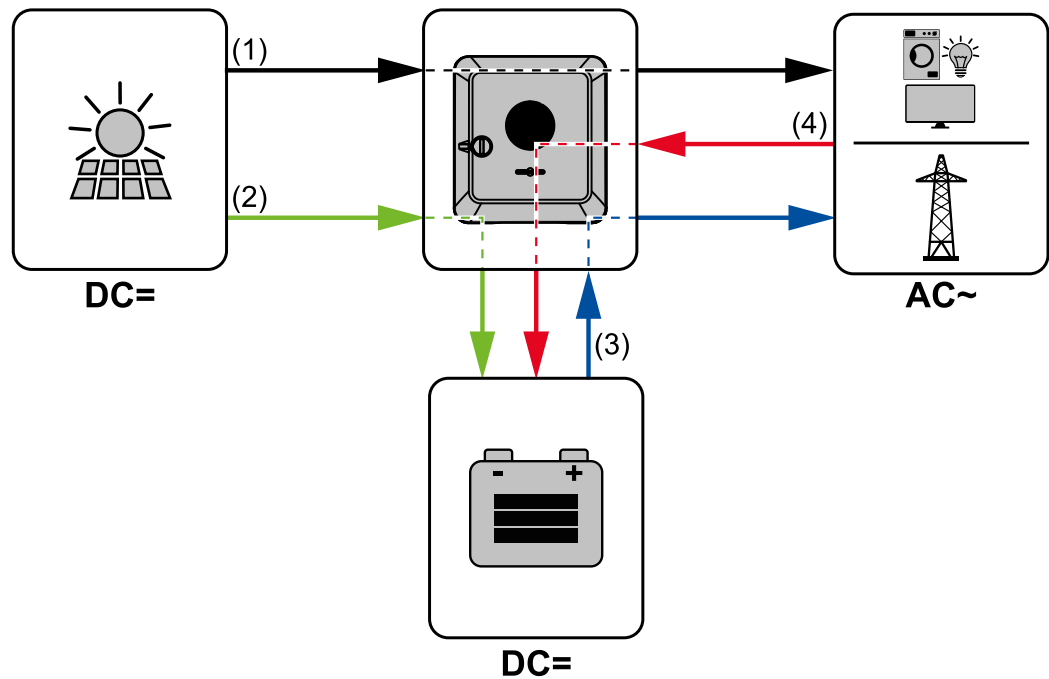 (1)
(4)
(2)
DC=
AC~
(3)
- +
DC=